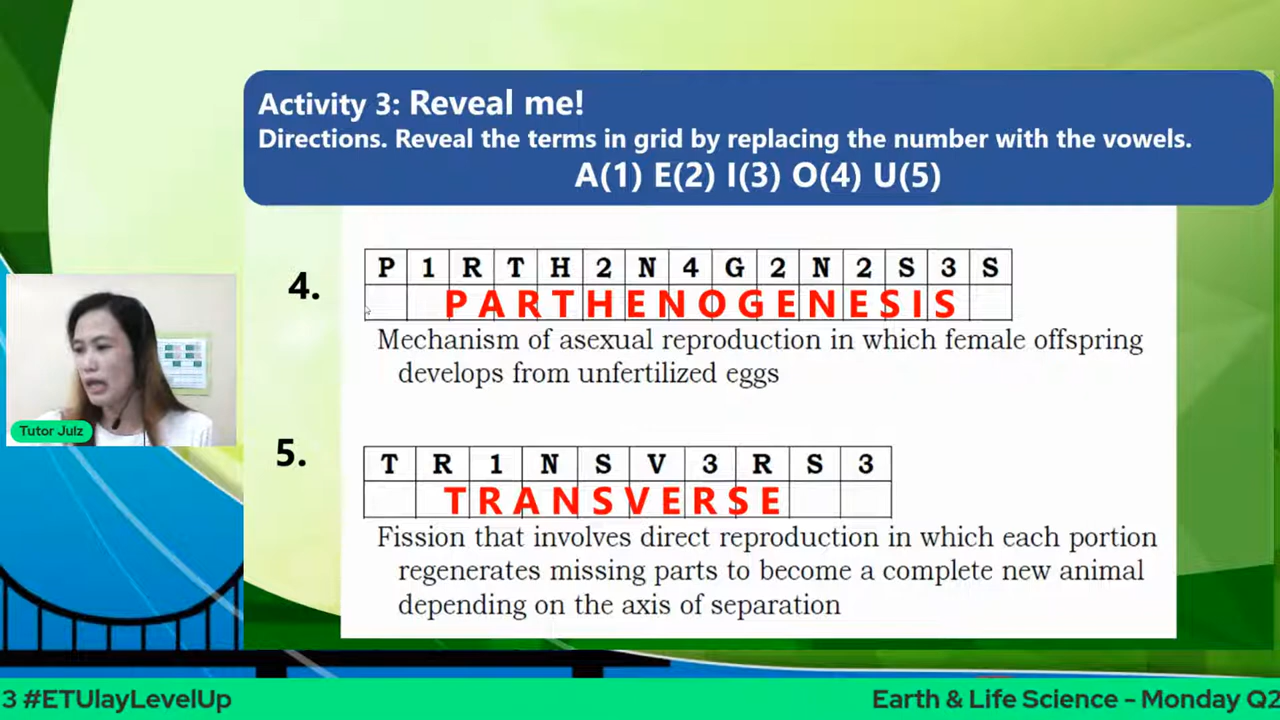 Activity 3: Reveal me!
Directions. Reveal the terms in grid by replacing the number with the vowels.
A(1) E(2) I(3) O(4) U(5)
4.
P 1 R T H 2 N 4 G 2 N 2 S 3 S
P A R T H E N O G E N E S I S
Mechanism of asexual reproduction in which female offspring
develops from unfertilized eggs
5.
T R 1 N S V 3 R S 3
T R A N S V E R S E
Fission that involves direct reproduction in which each portion
regenerates missing parts to become a complete new animal
depending on the axis of separation
Tutor Julz
3 #ETUlayLevelUp
Earth & Life Science - Monday Q2